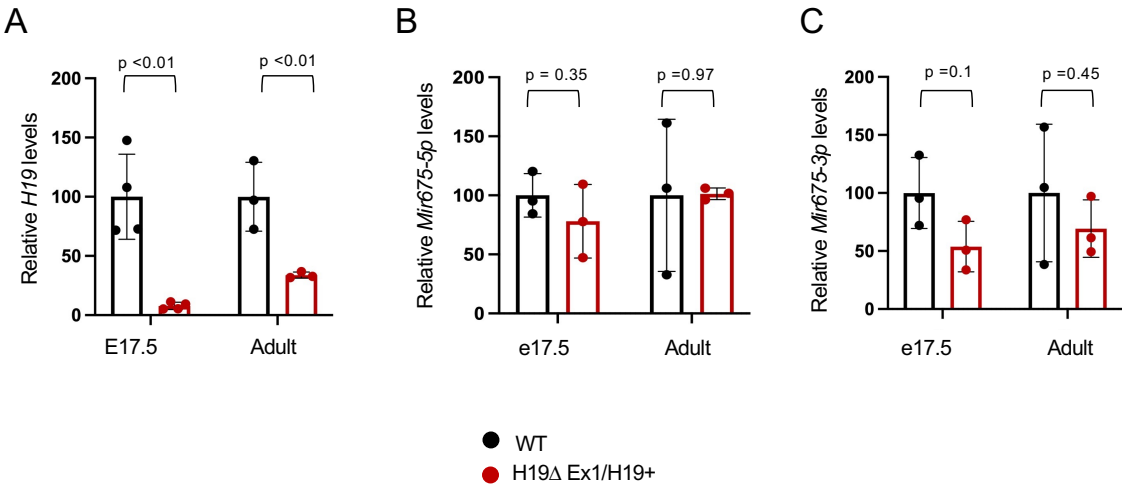 A
B
C
p <0.01
p <0.01
p = 0.35
p =0.97
p =0.1
p =0.45
Relative H19 levels
200
150
100
50
0
E17.5
Adult
Relative Mir675-5p levels
200
150
100
50
0
e17.5
Adult
Relative Mir675-3p levels
200
150
100
50
0
e17.5
Adult
WT
H19Δ Ex1/H19+